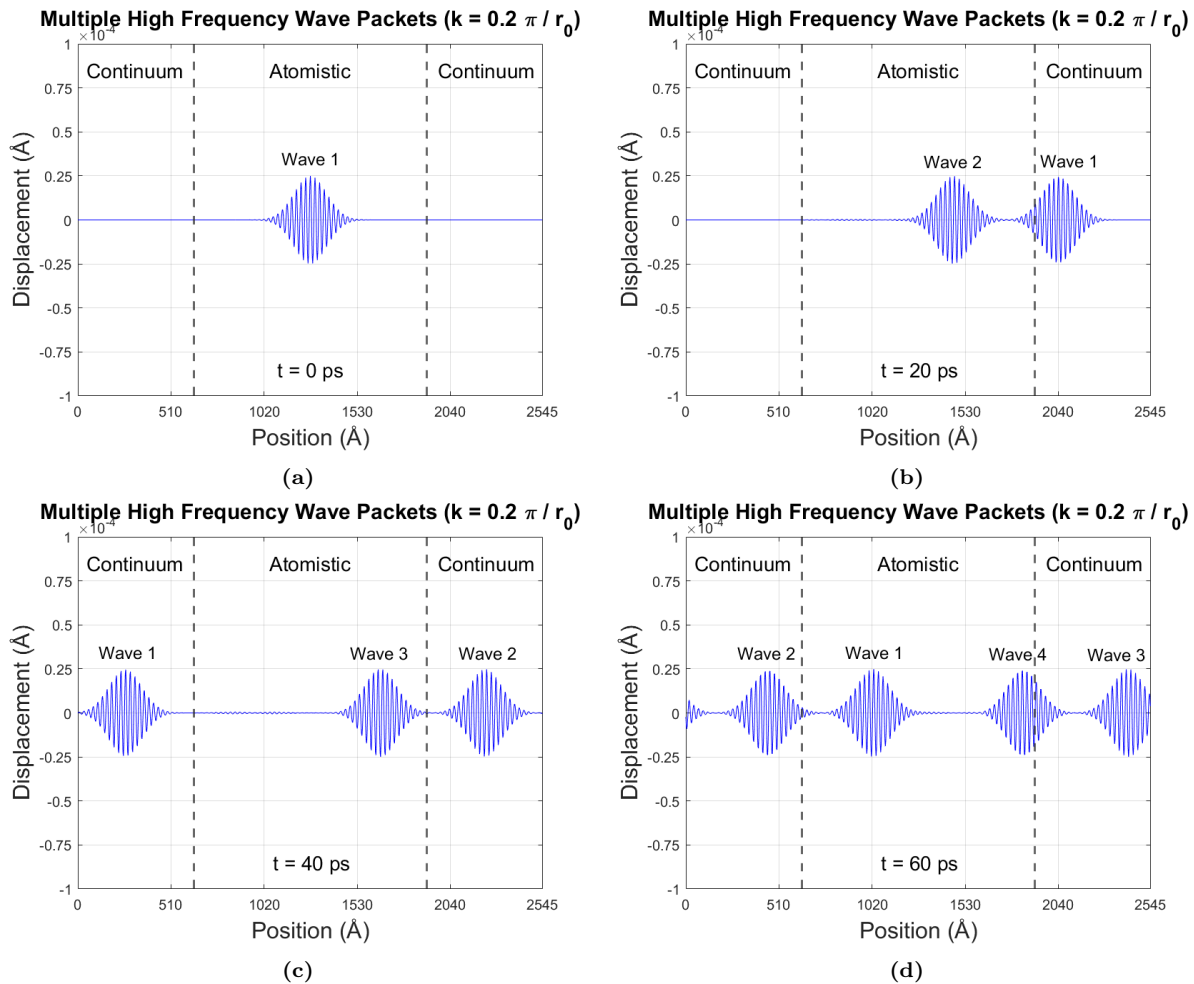 Multiple High Frequency Wave Packets (k = 0.2 π / r0)
×10-4
Continuum Atomistic Continuum
Wave 1
t = 0 ps
1
0.75
0.5
0.25
0
-0.25
-0.5
-0.75
-1
0 510 1020 1530 2040 2545
Displacement (Å)
Position (Å)
(a)
Multiple High Frequency Wave Packets (k = 0.2 π / r0)
×10-4
Continuum Atomistic Continuum
Wave 2 Wave 1
t = 20 ps
1
0.75
0.5
0.25
0
-0.25
-0.5
-0.75
-1
0 510 1020 1530 2040 2545
Displacement (Å)
Position (Å)
(b)
Multiple High Frequency Wave Packets (k = 0.2 π / r0)
×10-4
Continuum Atomistic Continuum
Wave 1 Wave 3 Wave 2
t = 40 ps
1
0.75
0.5
0.25
0
-0.25
-0.5
-0.75
-1
0 510 1020 1530 2040 2545
Displacement (Å)
Position (Å)
(c)
Multiple High Frequency Wave Packets (k = 0.2 π / r0)
×10-4
Continuum Atomistic Continuum
Wave 2 Wave 1 Wave 4 Wave 3
t = 60 ps
1
0.75
0.5
0.25
0
-0.25
-0.5
-0.75
-1
0 510 1020 1530 2040 2545
Displacement (Å)
Position (Å)
(d)